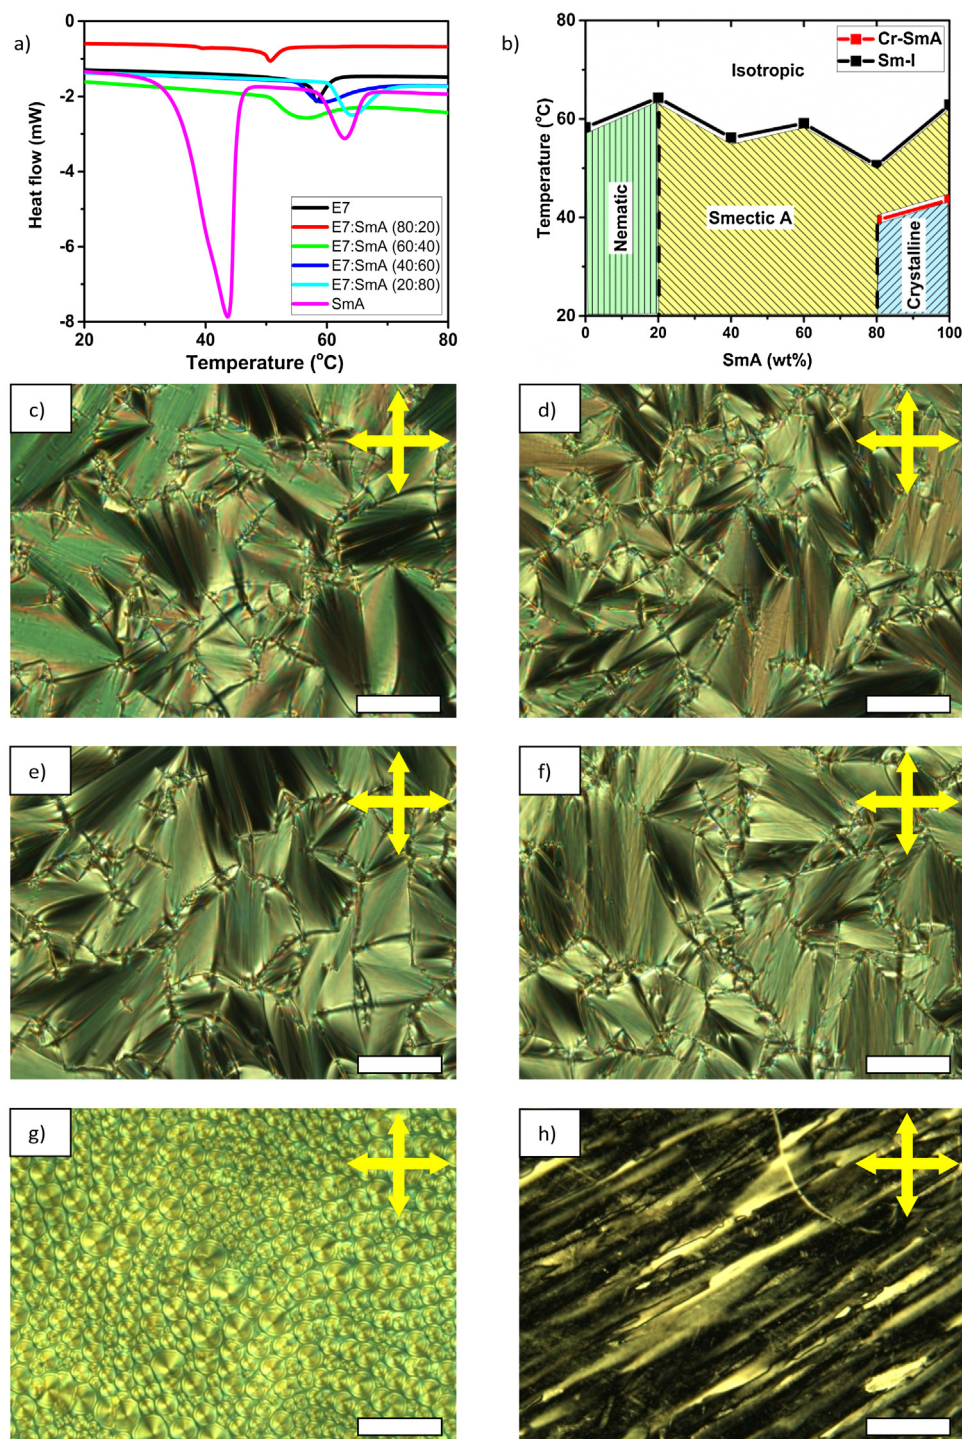 a)
0
-2
-4
-6
-8
Heat flow (mW)
20
40
60
80
Temperature (°C)
E7
E7:SmA (80:20)
E7:SmA (60:40)
E7:SmA (40:60)
E7:SmA (20:80)
SmA
b)
80
60
40
20
Temperature (°C)
0
20
40
60
80
100
SmA (wt%)
Cr-SmA
Sm-I
Isotropic
Nematic
Smectic A
Crystalline
c)
d)
e)
f)
g)
h)